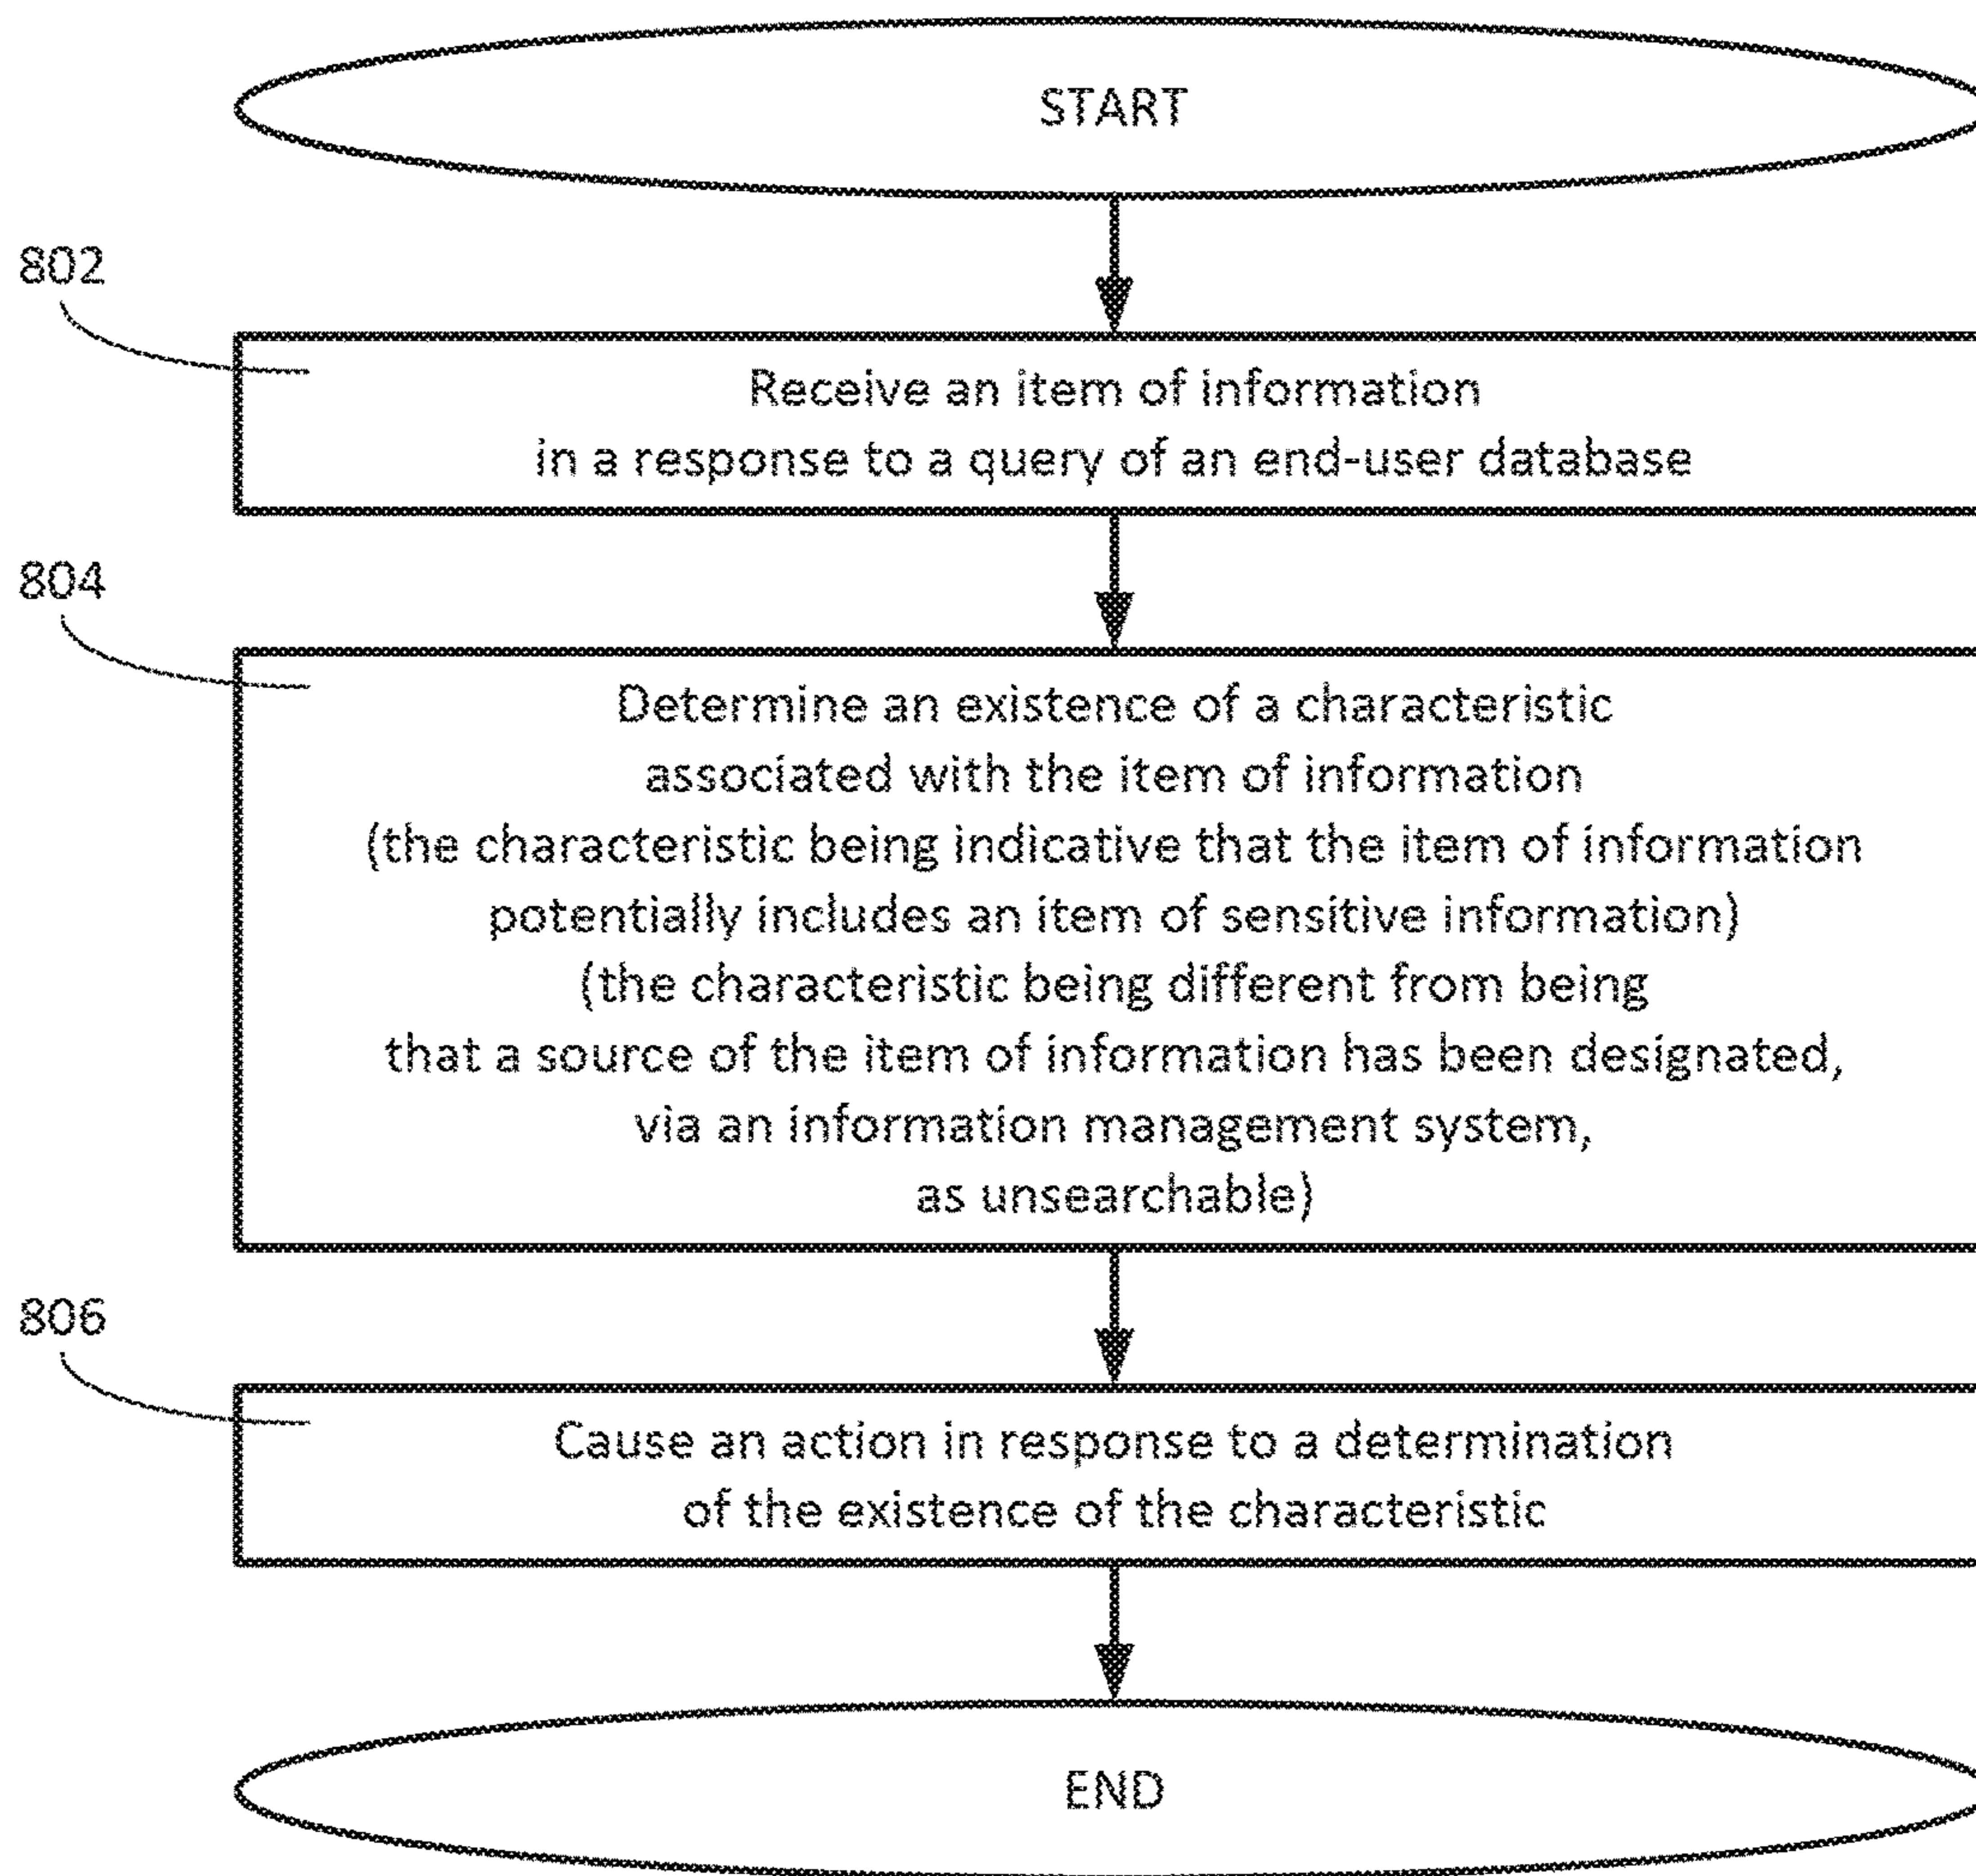 START
802
Receive an item of information
in a response to a query of an end-user database
804
Determine an existence of a characteristic
associated with the item of information
(the characteristic being indicative that the item of information
potentially includes an item of sensitive information)
(the characteristic being different from being
that a source of the item of information has been designated,
via an information management system,
as unsearchable)
806
Cause an action in response to a determination
of the existence of the characteristic
END